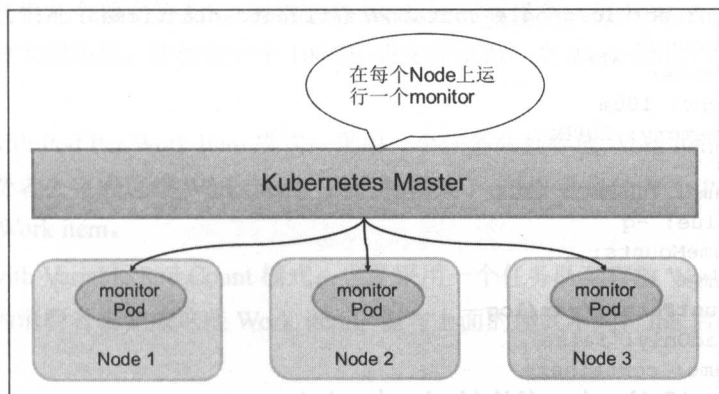 在每个Node上运
行一个monitor
Kubernetes Master
monitor
Pod
monitor
Pod
monitor
Pod
Node 1
Node 2
Node 3